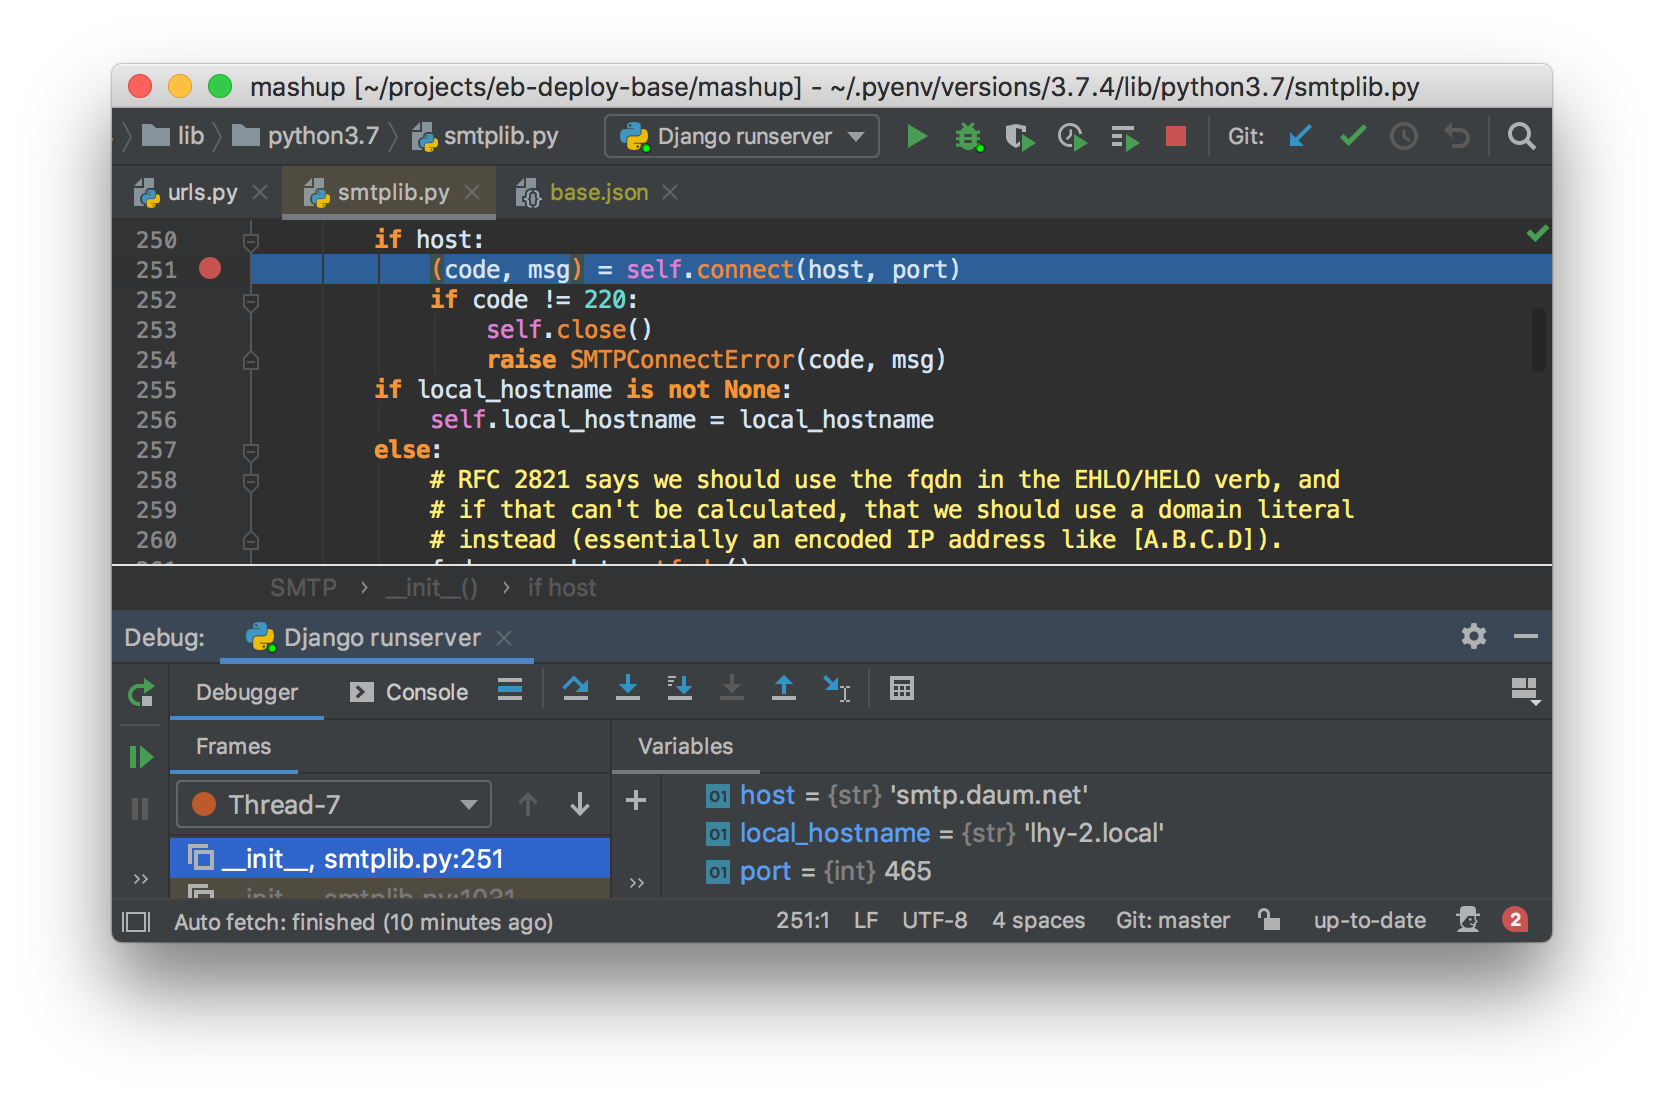 mashup [~/projects/eb-deploy-base/mashup] - ~/.pyenv/versions/3.7.4/lib/python3.7/smtplib.py
lib python3.7 smtplib.py Django runserver Git:
urls.py smtplib.py base.json
250 if host:
251 (code, msg) = self.connect(host, port)
252 if code != 220:
253 self.close()
254 raise SMTPConnectError(code, msg)
255 if local_hostname is not None:
256 self.local_hostname = local_hostname
257 else:
258 # RFC 2821 says we should use the fqdn in the EHLO/HELO verb, and
259 # if that can't be calculated, that we should use a domain literal
260 # instead (essentially an encoded IP address like [A.B.C.D]).
SMTP › __init__() › if host
Debug: Django runserver
Debugger Console
Frames Variables
Thread-7
host = {str} 'smtp.daum.net'
local_hostname = {str} 'lhy-2.local'
port = {int} 465
__init__, smtplib.py:251
__init__, smtplib.py:1031
Auto fetch: finished (10 minutes ago) 251:1 LF UTF-8 4 spaces Git: master up-to-date 2